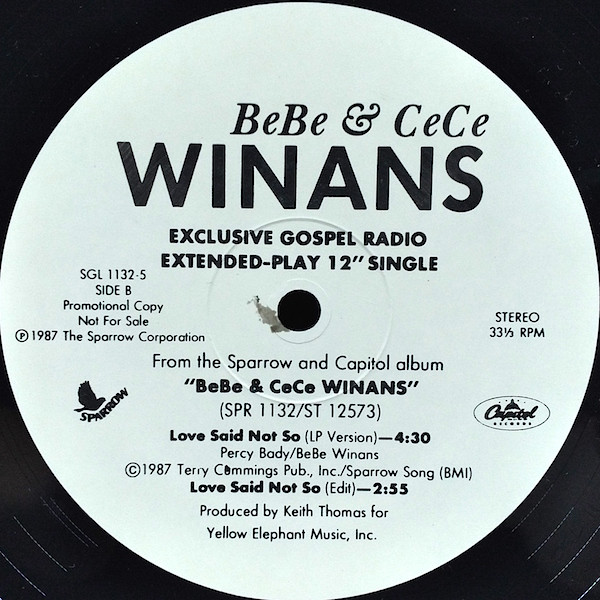 BeBe & CeCe
WINANS
EXCLUSIVE GOSPEL RADIO
EXTENDED-PLAY 12" SINGLE
SGL 1132-5
SIDE B
Promotional Copy
Not For Sale
Ⓟ1987 The Sparrow Corporation
STEREO
33⅓ RPM
From the Sparrow and Capitol album
"BeBe & CeCe WINANS"
(SPR 1132/ST 12573)
SPARROW
Capitol
RECORDS
Love Said Not So (LP Version)—4:30
Percy Bady/BeBe Winans
©1987 Terry Cummings Pub., Inc./Sparrow Song (BMI)
Love Said Not So (Edit)—2:55
Produced by Keith Thomas for
Yellow Elephant Music, Inc.